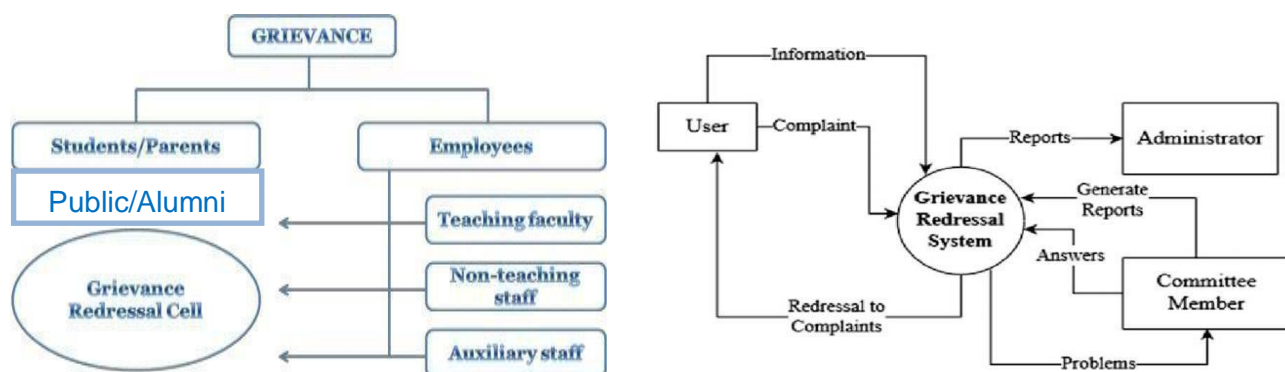 GRIEVANCE
Students/Parents
Employees
Public/Alumni
Teaching faculty
Non-teaching
staff
Grievance
Redressal Cell
Auxiliary staff
Information
User
Complaint
Reports
Administrator
Grievance
Redressal
System
Generate
Reports
Answers
Committee
Member
Redressal to
Complaints
Problems